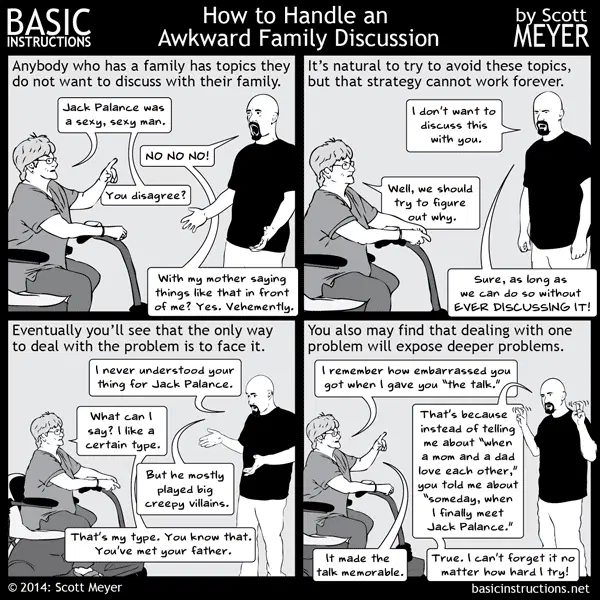 BASIC
INSTRUCTIONS
How to Handle an
Awkward Family Discussion
by Scott
MEYER
Anybody who has a family has topics they
do not want to discuss with their family.
Jack Palance was
a sexy, sexy man.
NO NO NO!
You disagree?
With my mother saying
things like that in front
of me? Yes. Vehemently.
It's natural to try to avoid these topics,
but that strategy cannot work forever.
I don't want to
discuss this
with you.
Well, we should
try to figure
out why.
Sure, as long as
we can do so without
EVER DISCUSSING IT!
Eventually you'll see that the only way
to deal with the problem is to face it.
I never understood your
thing for Jack Palance.
What can I
say? I like a
certain type.
But he mostly
played big
creepy villains.
That's my type. You know that.
You've met your father.
You also may find that dealing with one
problem will expose deeper problems.
I remember how embarrassed you
got when I gave you "the talk."
That's because
instead of telling
me about "when
a mom and a dad
love each other,"
you told me about
"someday, when
I finally meet
Jack Palance."
It made the
talk memorable.
True. I can't forget it no
matter how hard I try!
© 2014: Scott Meyer
basicinstructions.net